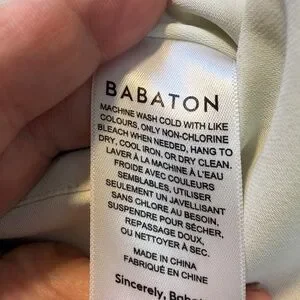 BABATON
MACHINE WASH COLD WITH LIKE
COLOURS, ONLY NON-CHLORINE
BLEACH WHEN NEEDED, HANG TO
DRY, COOL IRON, OR DRY CLEAN.
LAVER À LA MACHINE À L'EAU
FROIDE AVEC COULEURS
SEMBLABLES, UTILISER
SEULEMENT UN JAVELLISANT
SANS CHLORE AU BESOIN,
SUSPENDRE POUR SÉCHER,
REPASSAGE DOUX,
OU NETTOYER À SEC.
MADE IN CHINA
FABRIQUÉ EN CHINE
Sincerely,